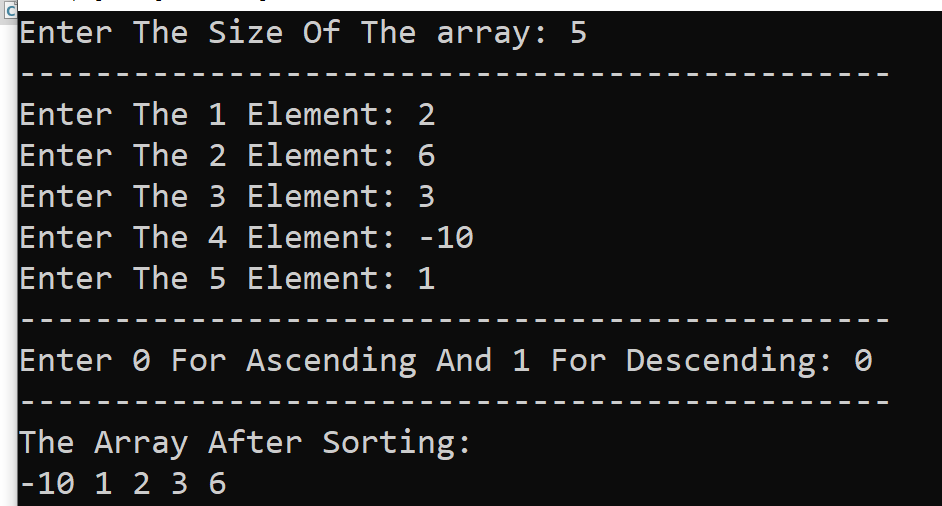 Enter The Size Of The array: 5
----------------------------------------------
Enter The 1 Element: 2
Enter The 2 Element: 6
Enter The 3 Element: 3
Enter The 4 Element: -10
Enter The 5 Element: 1
----------------------------------------------
Enter 0 For Ascending And 1 For Descending: 0
----------------------------------------------
The Array After Sorting:
-10 1 2 3 6